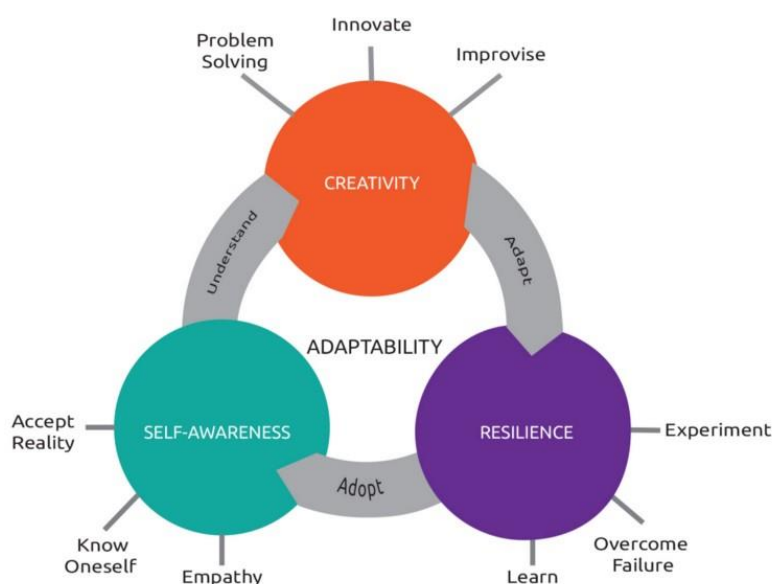 Innovate
Problem
Solving
Improvise
CREATIVITY
Understand
Adapt
ADAPTABILITY
Accept
Reality
SELF-AWARENESS
RESILIENCE
Experiment
Adopt
Know
Oneself
Empathy
Learn
Overcome
Failure